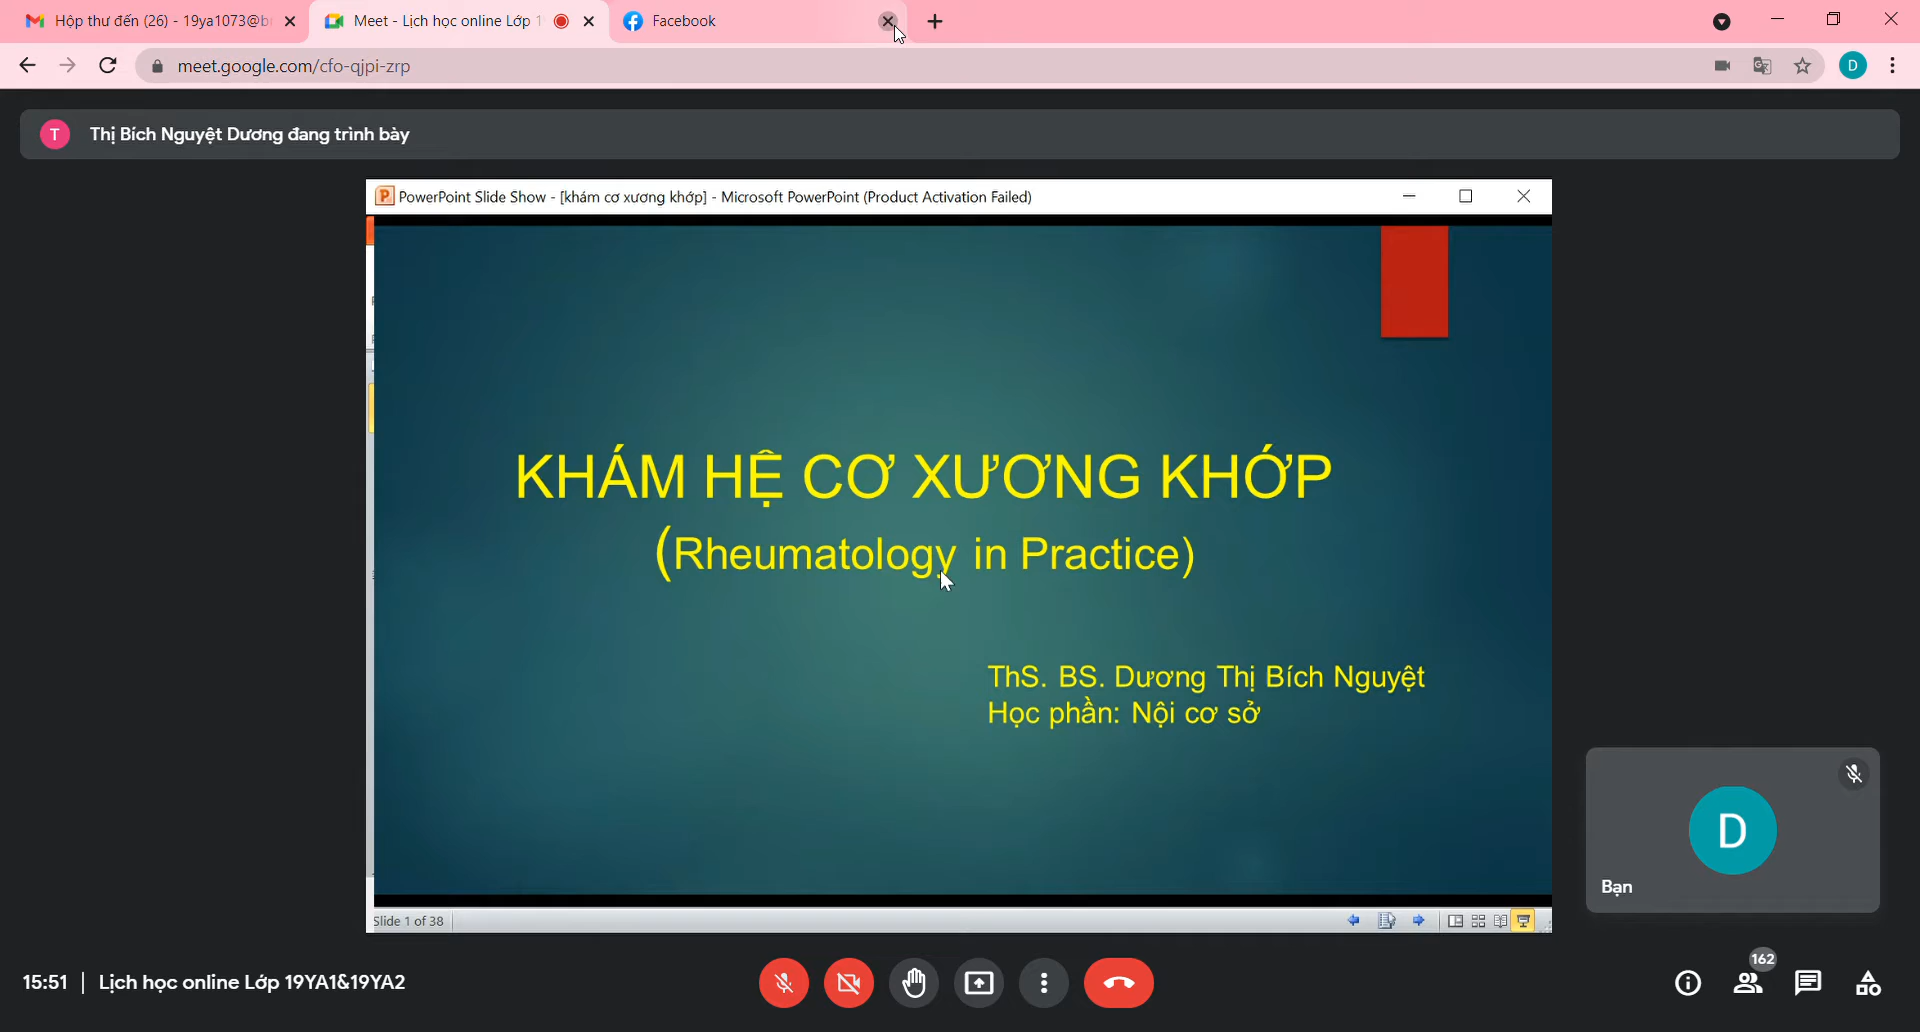 Hộp thư đến (26) - 19ya1073@b
Meet - Lịch học online Lớp 1
Facebook
meet.google.com/cfo-qjpi-zrp
D
T
Thị Bích Nguyệt Dương đang trình bày
PowerPoint Slide Show - [khám cơ xương khớp] - Microsoft PowerPoint (Product Activation Failed)
KHÁM HỆ CƠ XƯƠNG KHỚP
(Rheumatology in Practice)
ThS. BS. Dương Thị Bích Nguyệt
Học phần: Nội cơ sở
D
Bạn
Slide 1 of 38
15:51 | Lịch học online Lớp 19YA1&19YA2
162